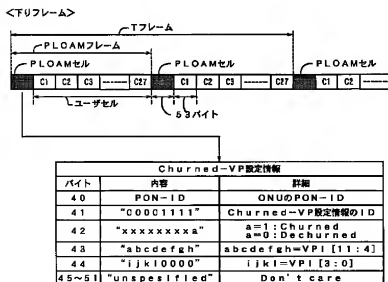 <下りフレーム>
Tフレーム
PLOAMフレーム
PLOAMセル PLOAMセル PLOAMセル
C1 C2 C3 C27 C1 C2 C3 C27 C1 C2
ユーザセル
53バイト
Churned-VP設定情報
バイト 内容 詳細
40 PON-ID ONUのPON-ID
41 "00001111" Churned-VP設定情報のID
42 "xxxxxxxa" a=1:Churned
a=0:Dechurned
43 "abcdefgh" abcdefgh=VPI [11:4]
44 "ijkl0000" ijkl=VPI [3:0]
45~51 "unspesified" Don't care